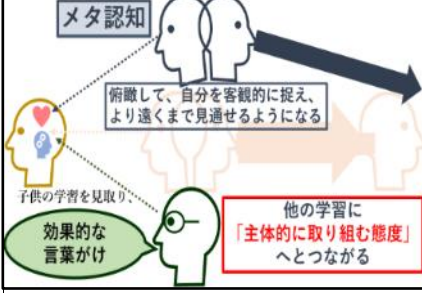 メタ認知
俯瞰して、自分を客観的に捉え、
より遠くまで見通せるようになる
子供の学習を見取り、
効果的な
言葉がけ
他の学習に
「主体的に取り組む態度」
へとつながる